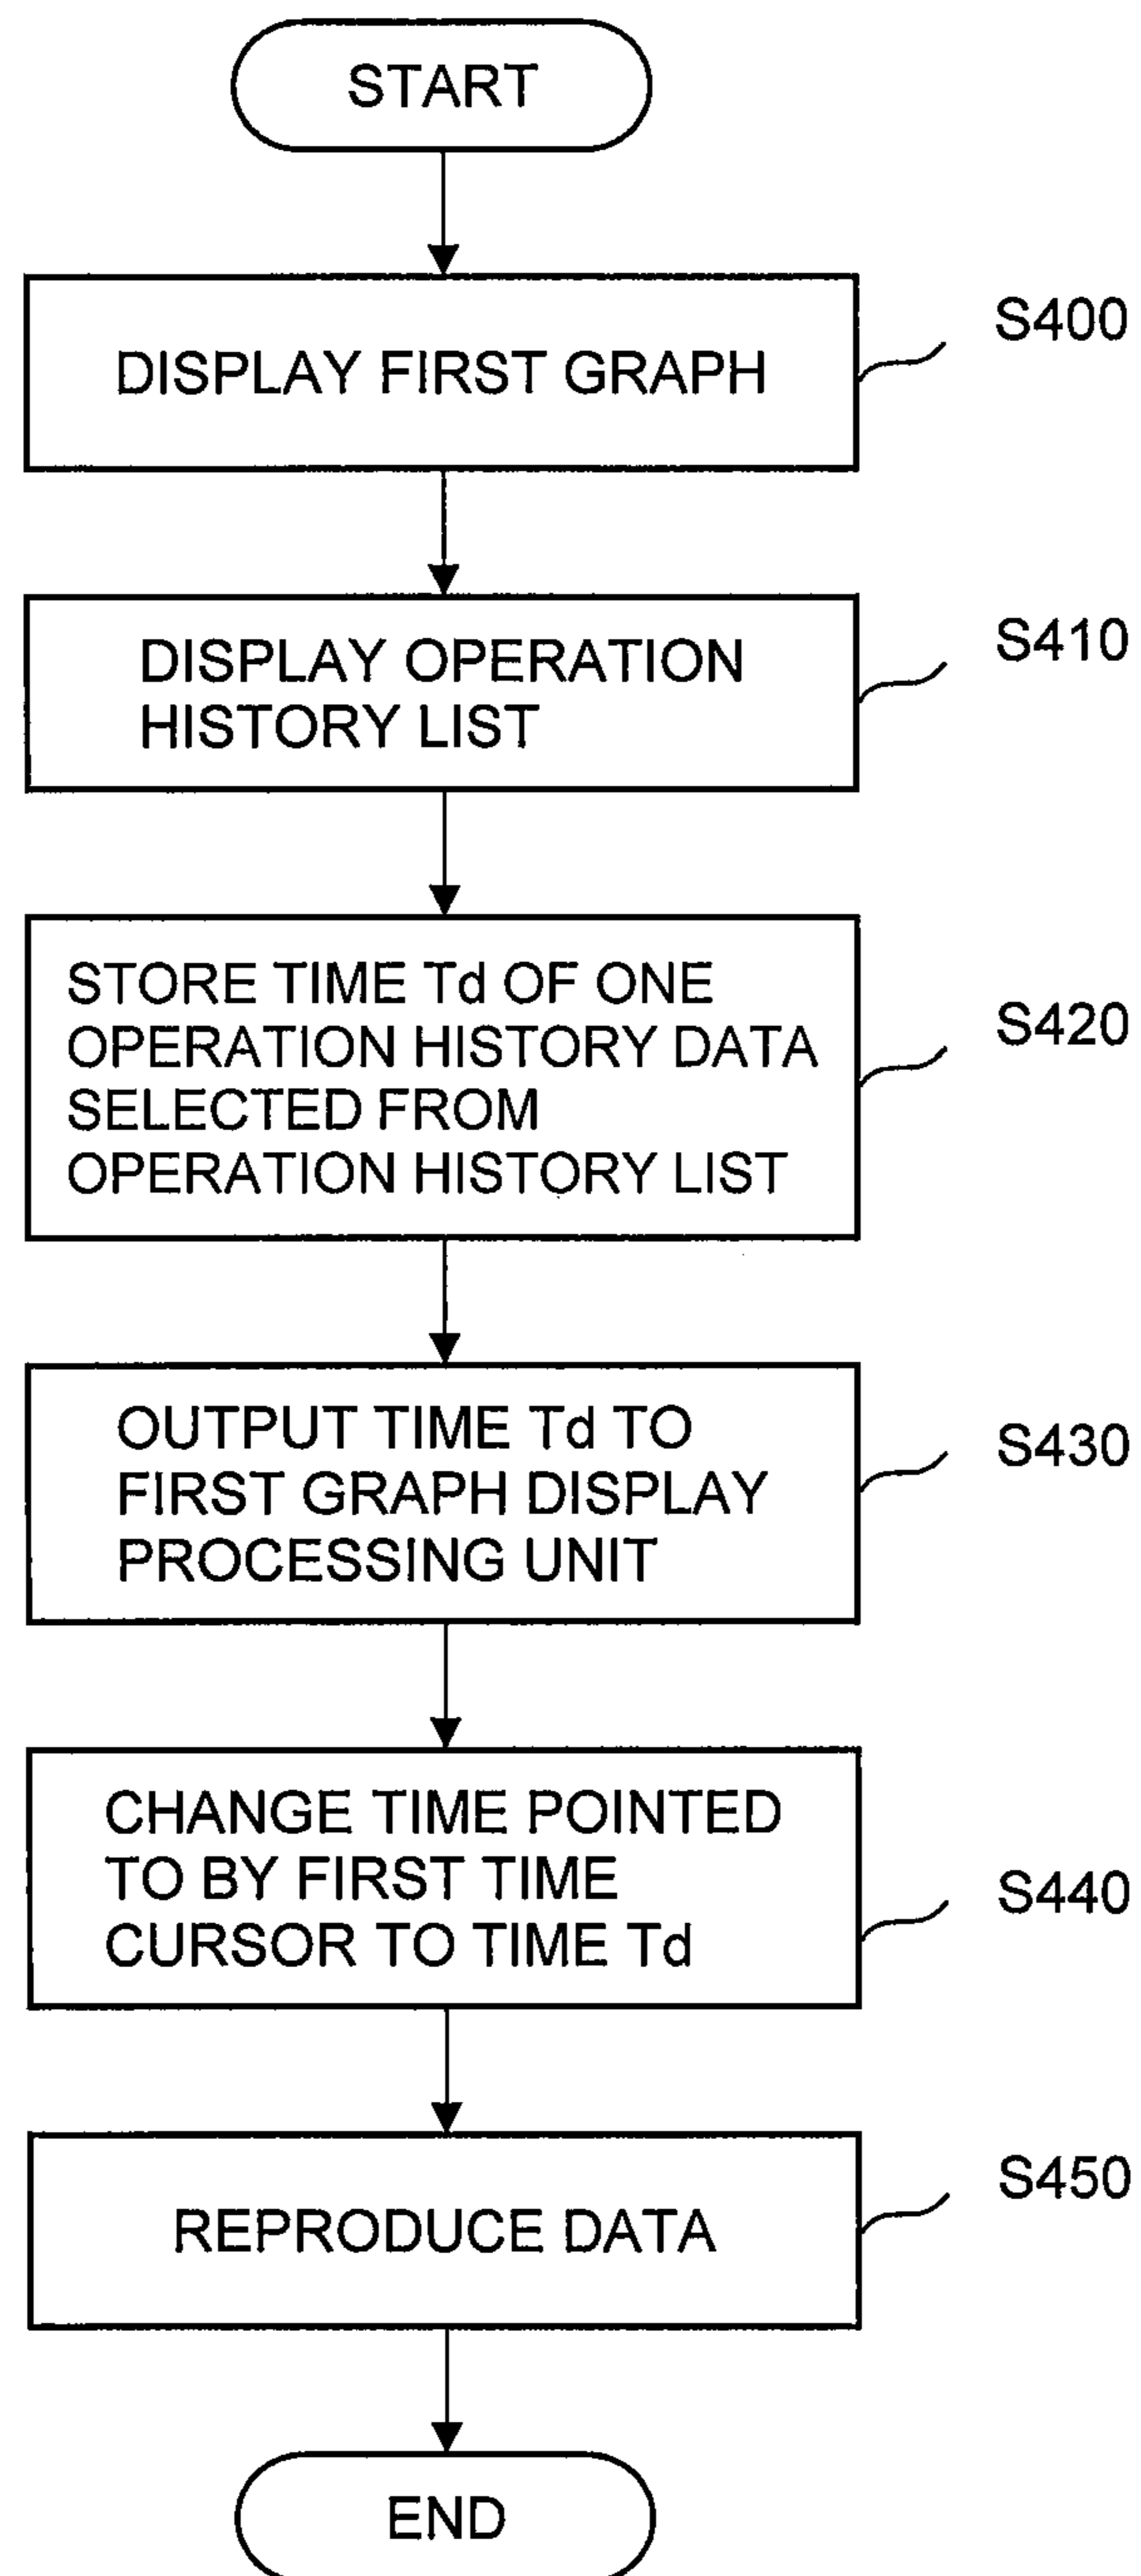 START
DISPLAY FIRST GRAPH
S400
DISPLAY OPERATION
HISTORY LIST
S410
STORE TIME Td OF ONE
OPERATION HISTORY DATA
SELECTED FROM
OPERATION HISTORY LIST
S420
OUTPUT TIME Td TO
FIRST GRAPH DISPLAY
PROCESSING UNIT
S430
CHANGE TIME POINTED
TO BY FIRST TIME
CURSOR TO TIME Td
S440
REPRODUCE DATA
S450
END